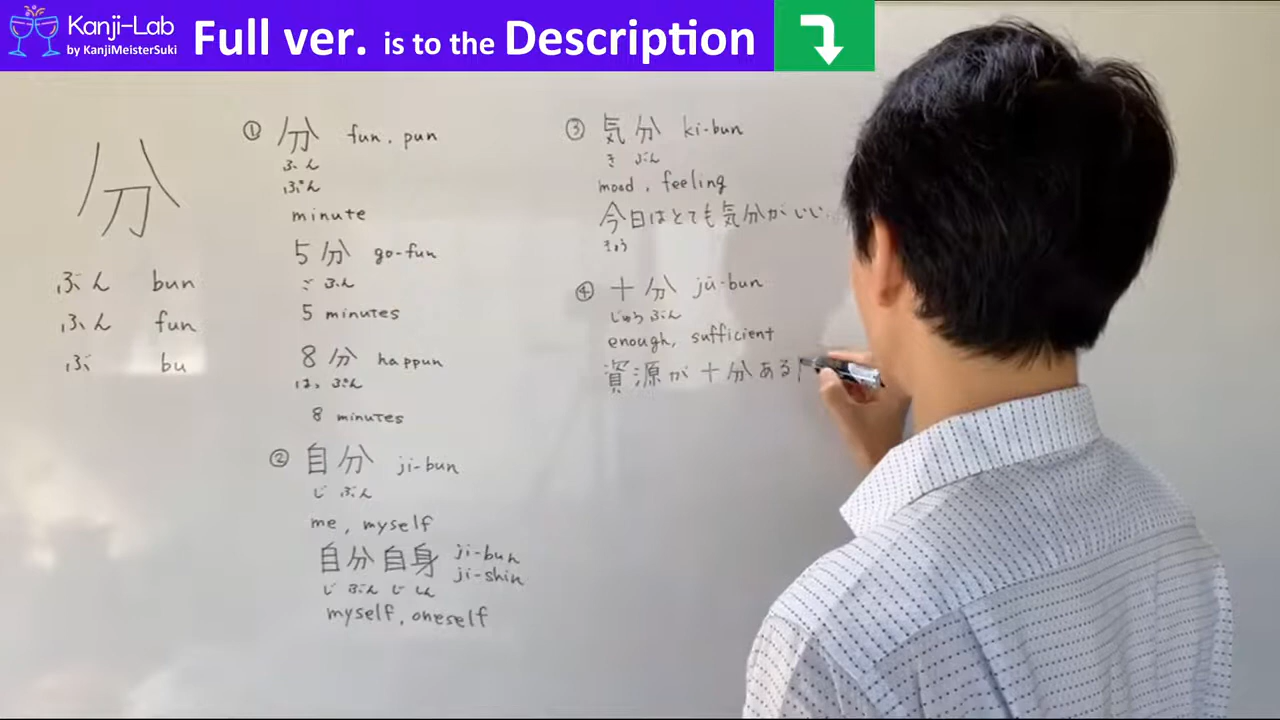 Kanji-Lab
by KanjiMeisterSuki
Full ver. is to the Description
分
ぶん bun
ふん fun
ぶ bu
① 分 fun, pun
ふん
ぷん
minute
5分 go-fun
ご ふん
5 minutes
8分 happun
はっ ぷん
8 minutes
② 自分 ji-bun
じ ぶん
me, myself
自分自身 ji-bun
ji-shin
じ ぶん じ しん
myself, oneself
③ 気分 ki-bun
き ぶん
mood, feeling
今日はとても気分がいい
きょう
④ 十分 jū-bun
じゅうぶん
enough, sufficient
資源が十分ある